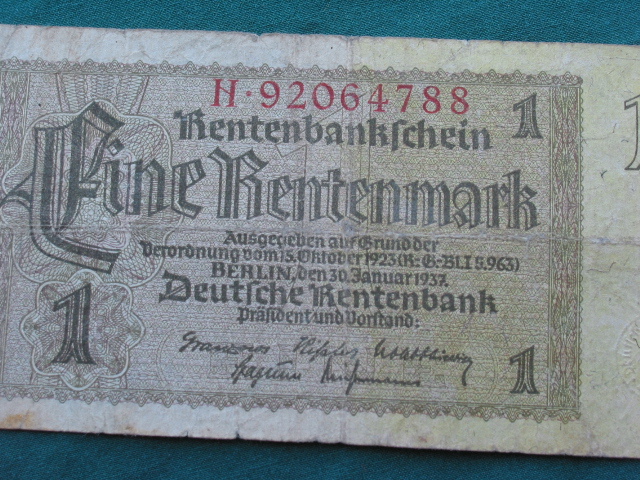 H·92064788
1
Rentenbankschein
Eine Rentenmark
Ausgegeben auf Grund der
Verordnung vom 15. Oktober 1923 (R.-G-BL I S.963)
BERLIN, den 30. Januar 1937.
Deutsche Rentenbank
Präsident und Vorstand:
1
1